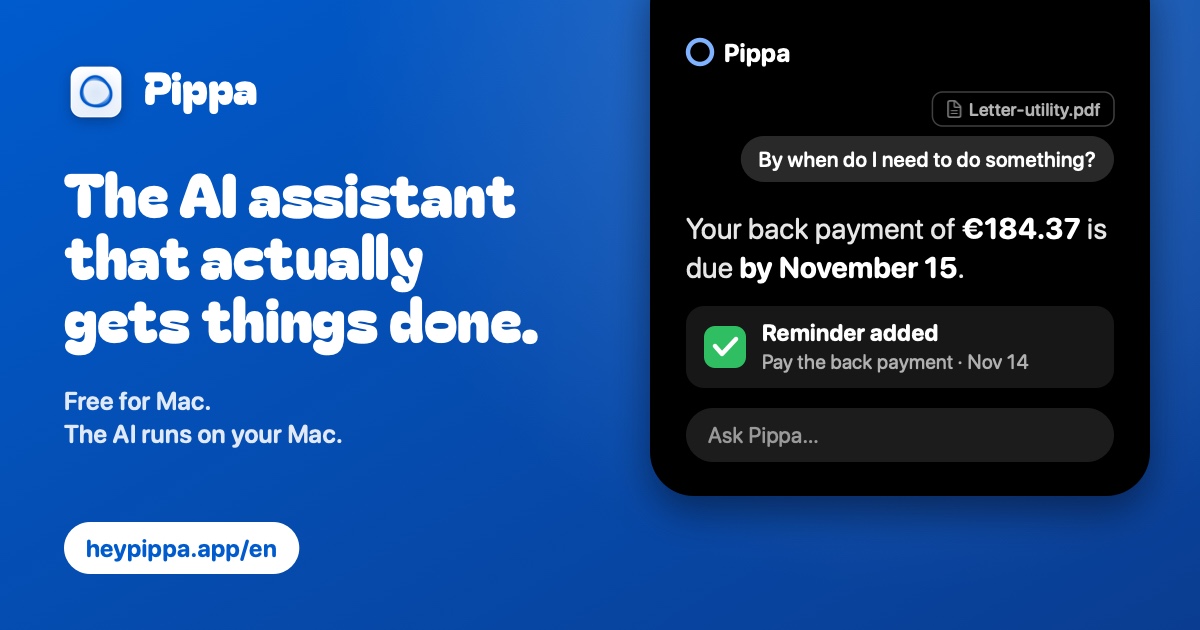 Pippa
The AI assistant
that actually
gets things done.
Free for Mac.
The AI runs on your Mac.
heypippa.app/en
Pippa
Letter-utility.pdf
By when do I need to do something?
Your back payment of €184.37 is
due by November 15.
Reminder added
Pay the back payment · Nov 14
Ask Pippa...